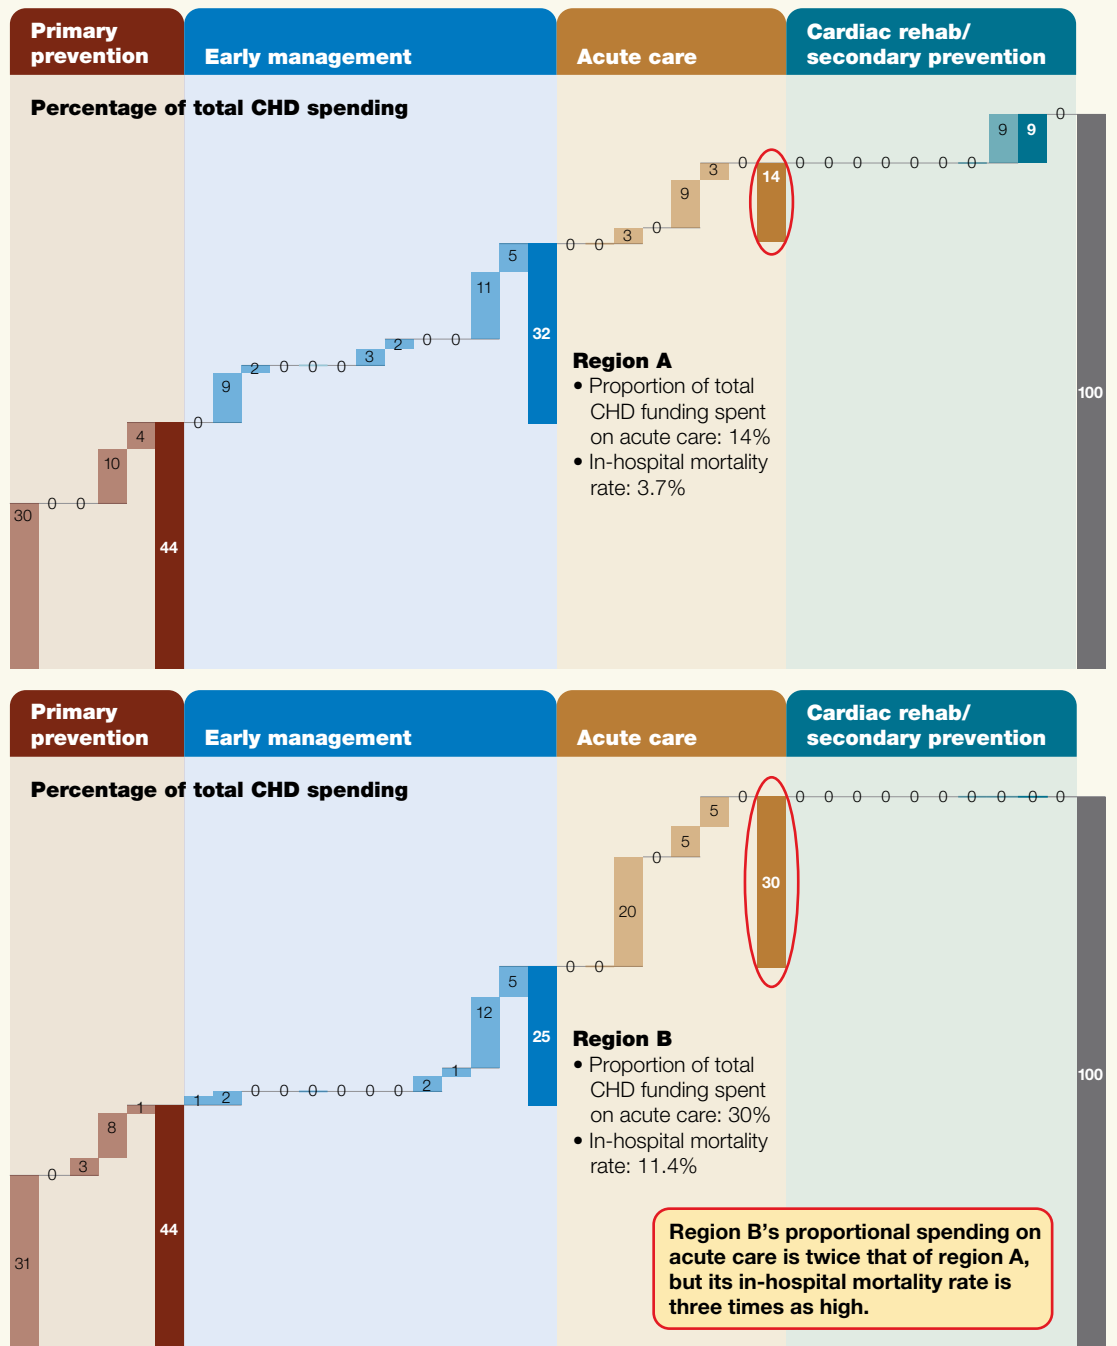 Primary
prevention
Early management
Acute care
Cardiac rehab/
secondary prevention
Percentage of total CHD spending
30
0
0
10
4
44
0
9
2
0
0
0
3
2
0
0
11
5
32
0
0
3
0
9
3
0
14
0
0
0
0
0
0
0
9
9
0
100
Region A
• Proportion of total
CHD funding spent
on acute care: 14%
• In-hospital mortality
rate: 3.7%
Primary
prevention
Early management
Acute care
Cardiac rehab/
secondary prevention
Percentage of total CHD spending
31
0
3
8
1
44
1
2
0
0
0
0
0
0
2
1
12
5
25
0
0
20
0
5
5
0
30
0
0
0
0
0
0
0
0
0
0
100
Region B
• Proportion of total
CHD funding spent
on acute care: 30%
• In-hospital mortality
rate: 11.4%
Region B’s proportional spending on
acute care is twice that of region A,
but its in-hospital mortality rate is
three times as high.